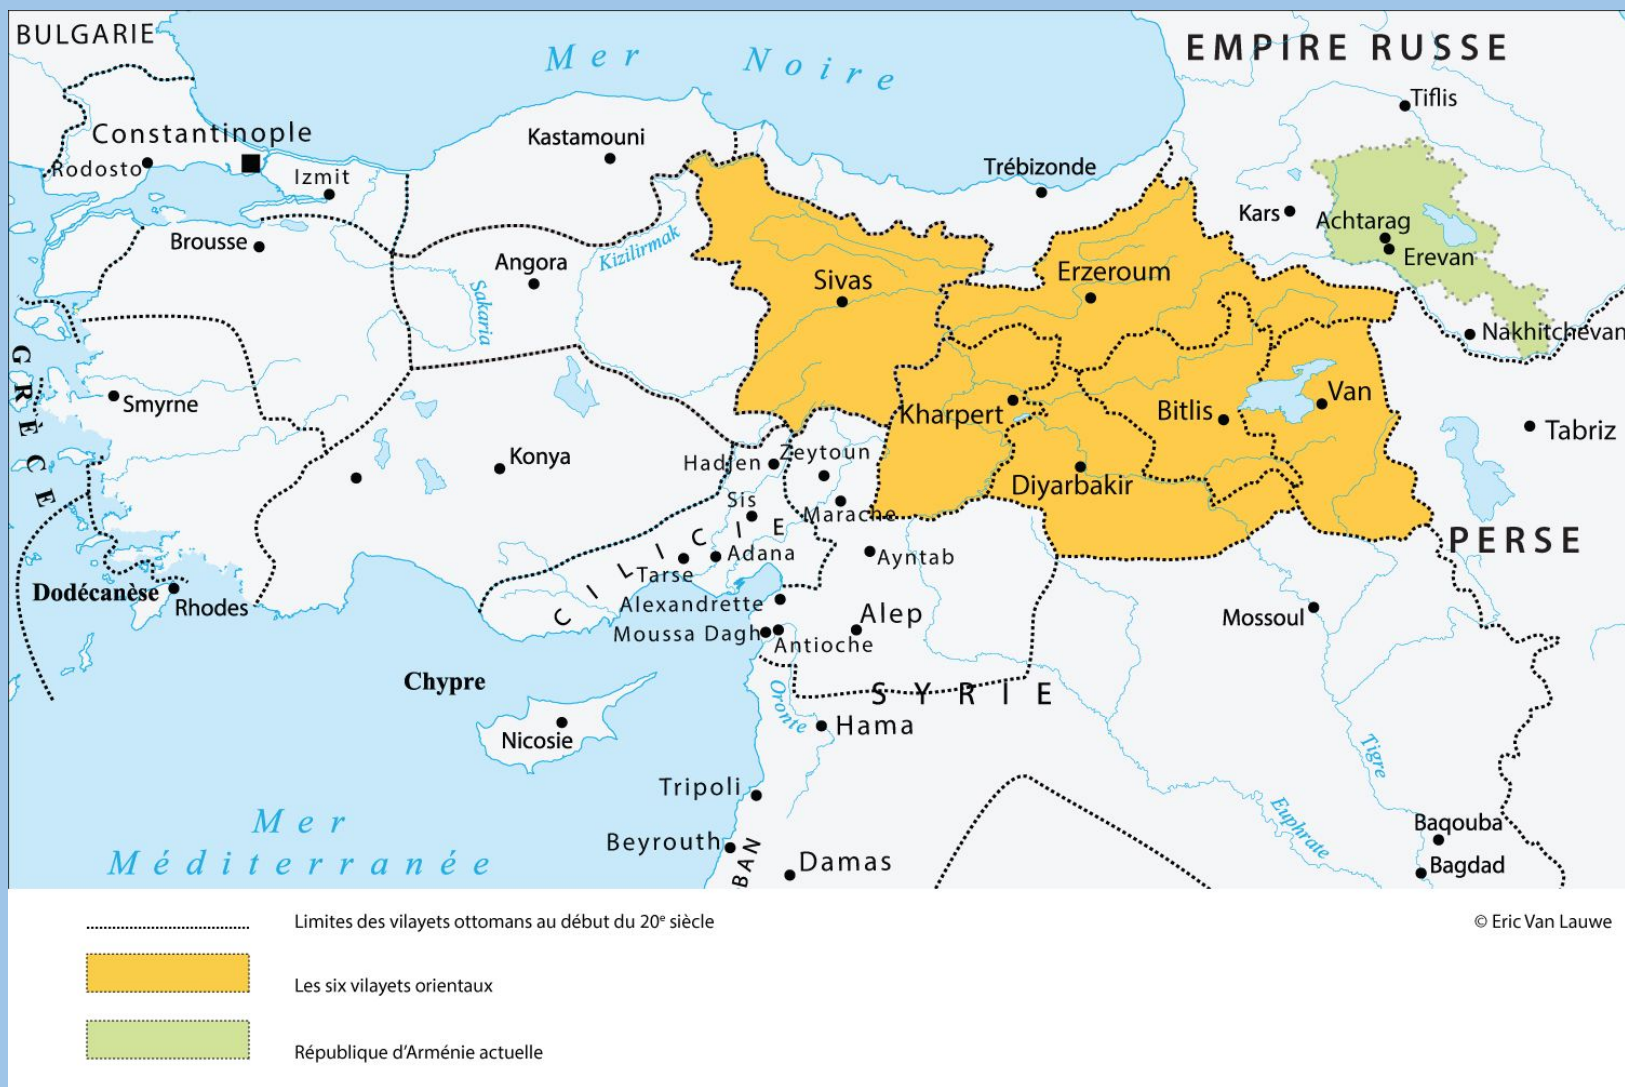 BULGARIE
Mer Noire
EMPIRE RUSSE
Tiflis
Constantinople
Kastamouni
Rodosto
Izmit
Trébizonde
Kars
Achtarag
Erevan
Brousse
Kizilirmak
Angora
Sivas
Erzeroum
Sakaria
Nakhitchevan
GRÈCE
Smyrne
Kharpert
Bitlis
Van
Tabriz
Konya
Hadjen
Zeytoun
Diyarbakir
Sis
Marache
CILICIE
Adana
Ayntab
PERSE
Tarse
Dodécanèse
Rhodes
Alexandrette
Alep
Mossoul
Moussa Dagh
Antioche
Chypre
SYRIE
Oronte
Hama
Nicosie
Tigre
Tripoli
Euphrate
Mer
Méditerranée
Beyrouth
BAN
Damas
Baqouba
Bagdad
Limites des vilayets ottomans au début du 20e siècle
© Eric Van Lauwe
Les six vilayets orientaux
République d’Arménie actuelle